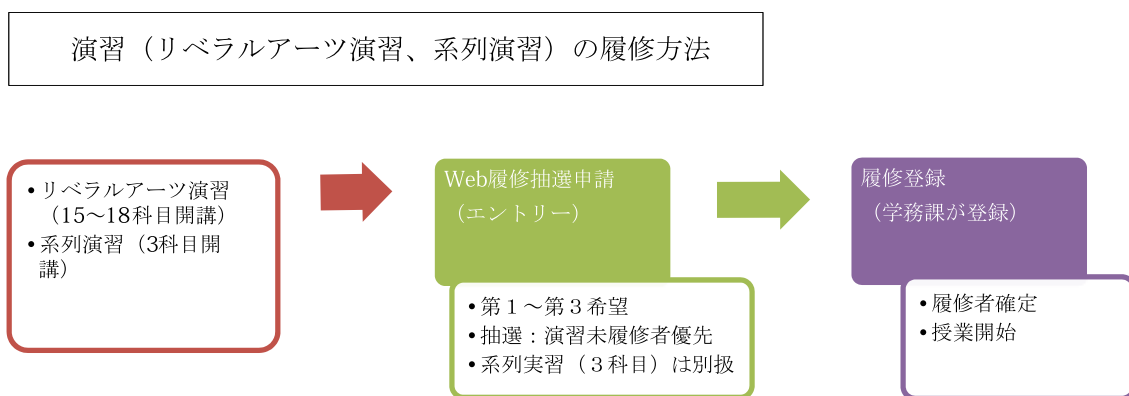 演習（リベラルアーツ演習、系列演習）の履修方法
• リベラルアーツ演習
（15～18科目開講）
• 系列演習（3科目開
講）
Web履修抽選申請
（エントリー）
• 第１～第３希望
• 抽選：演習未履修者優先
• 系列実習（３科目）は別扱
履修登録
（学務課が登録）
• 履修者確定
• 授業開始